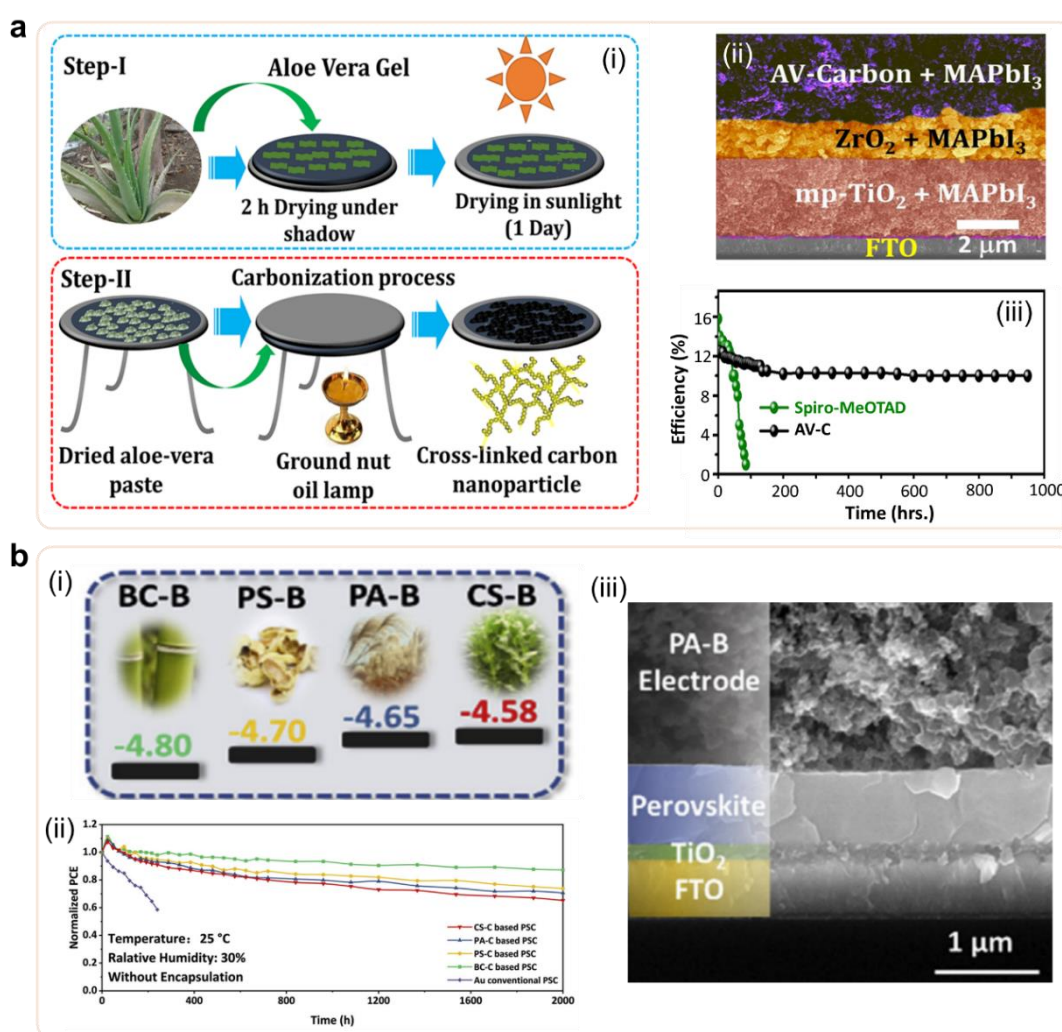 a
Step-I
Aloe Vera Gel
(i)
2 h Drying under
shadow
Drying in sunlight
(1 Day)
Step-II
Carbonization process
Dried aloe-vera
paste
Ground nut
oil lamp
Cross-linked carbon
nanoparticle
(ii)
AV-Carbon + MAPbI3
ZrO2 + MAPbI3
mp-TiO2 + MAPbI3
2 μm
FTO
(iii)
Efficiency (%)
16
12
8
4
0
Spiro-MeOTAD
AV-C
0 200 400 600 800 1000
Time (hrs.)
b
(i)
BC-B PS-B PA-B CS-B
-4.80 -4.70 -4.65 -4.58
(ii)
Normalized PCE
1.2
1.0
0.8
0.6
0.4
0.2
0.0
Temperature: 25 °C
Ralative Humidity: 30%
Without Encapsulation
CS-C based PSC
PA-C based PSC
PS-C based PSC
BC-C based PSC
Au conventional PSC
0 400 800 1200 1600 2000
Time (h)
(iii)
PA-B
Electrode
Perovskite
TiO2
FTO
1 μm